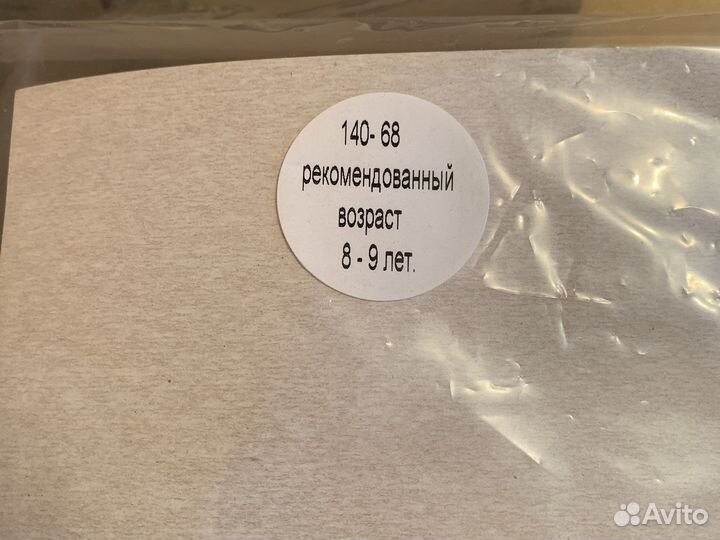 140- 68
рекомендованный
возраст
8 - 9 лет.
Avito